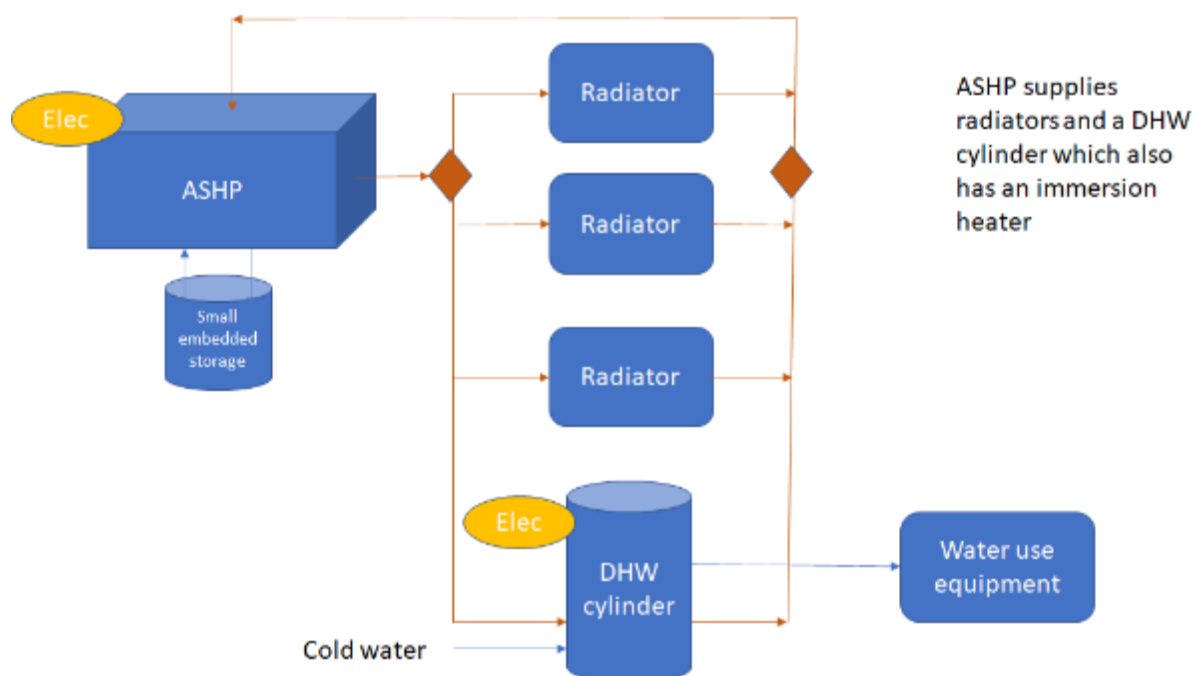 Elec
ASHP
Small
embedded
storage
Radiator
Radiator
Radiator
Elec
DHW
cylinder
Cold water
Water use
equipment
ASHP supplies
radiators and a DHW
cylinder which also
has an immersion
heater